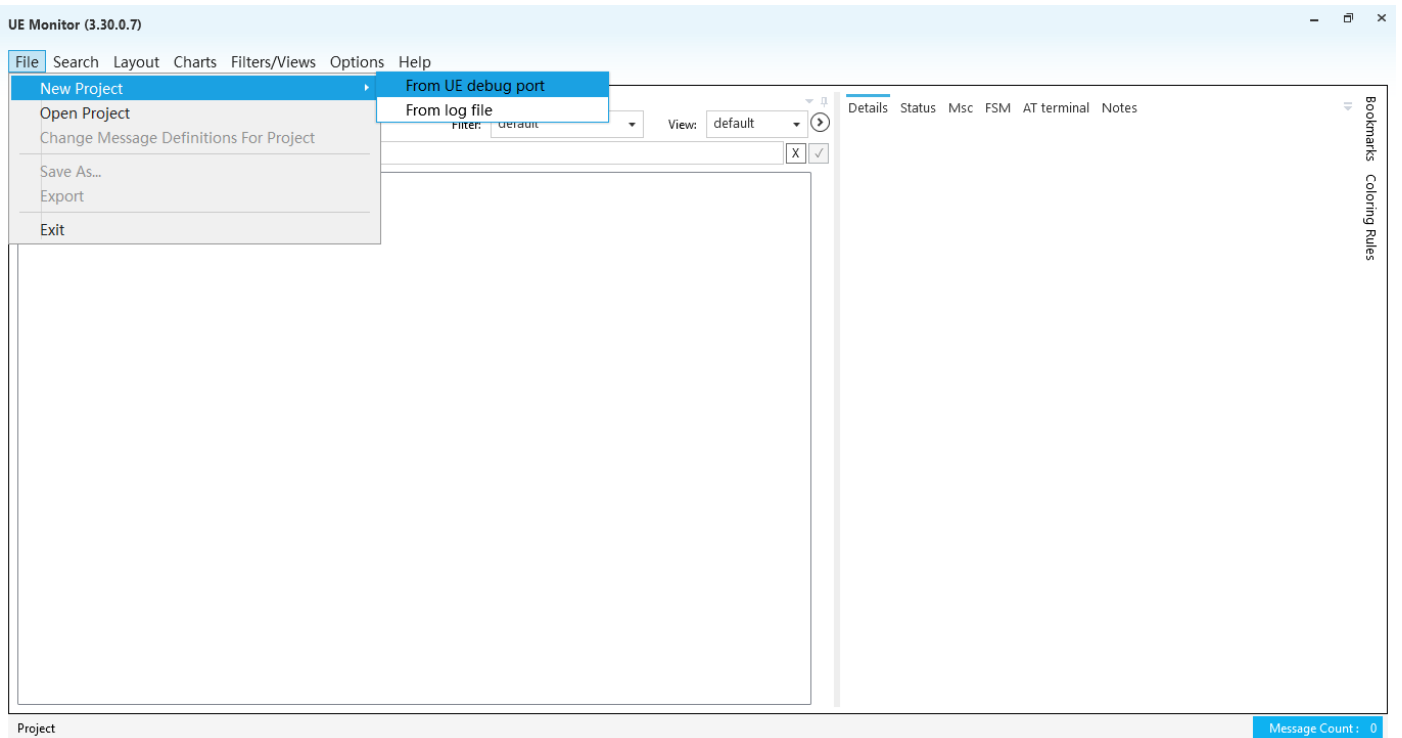 UE Monitor (3.30.0.7)
File Search Layout Charts Filters/Views Options Help
New Project
From UE debug port
From log file
Open Project
Change Message Definitions For Project
Save As...
Export
Exit
Filter: default
View: default
X
Details Status Msc FSM AT terminal Notes
Bookmarks Coloring Rules
Project
Message Count: 0